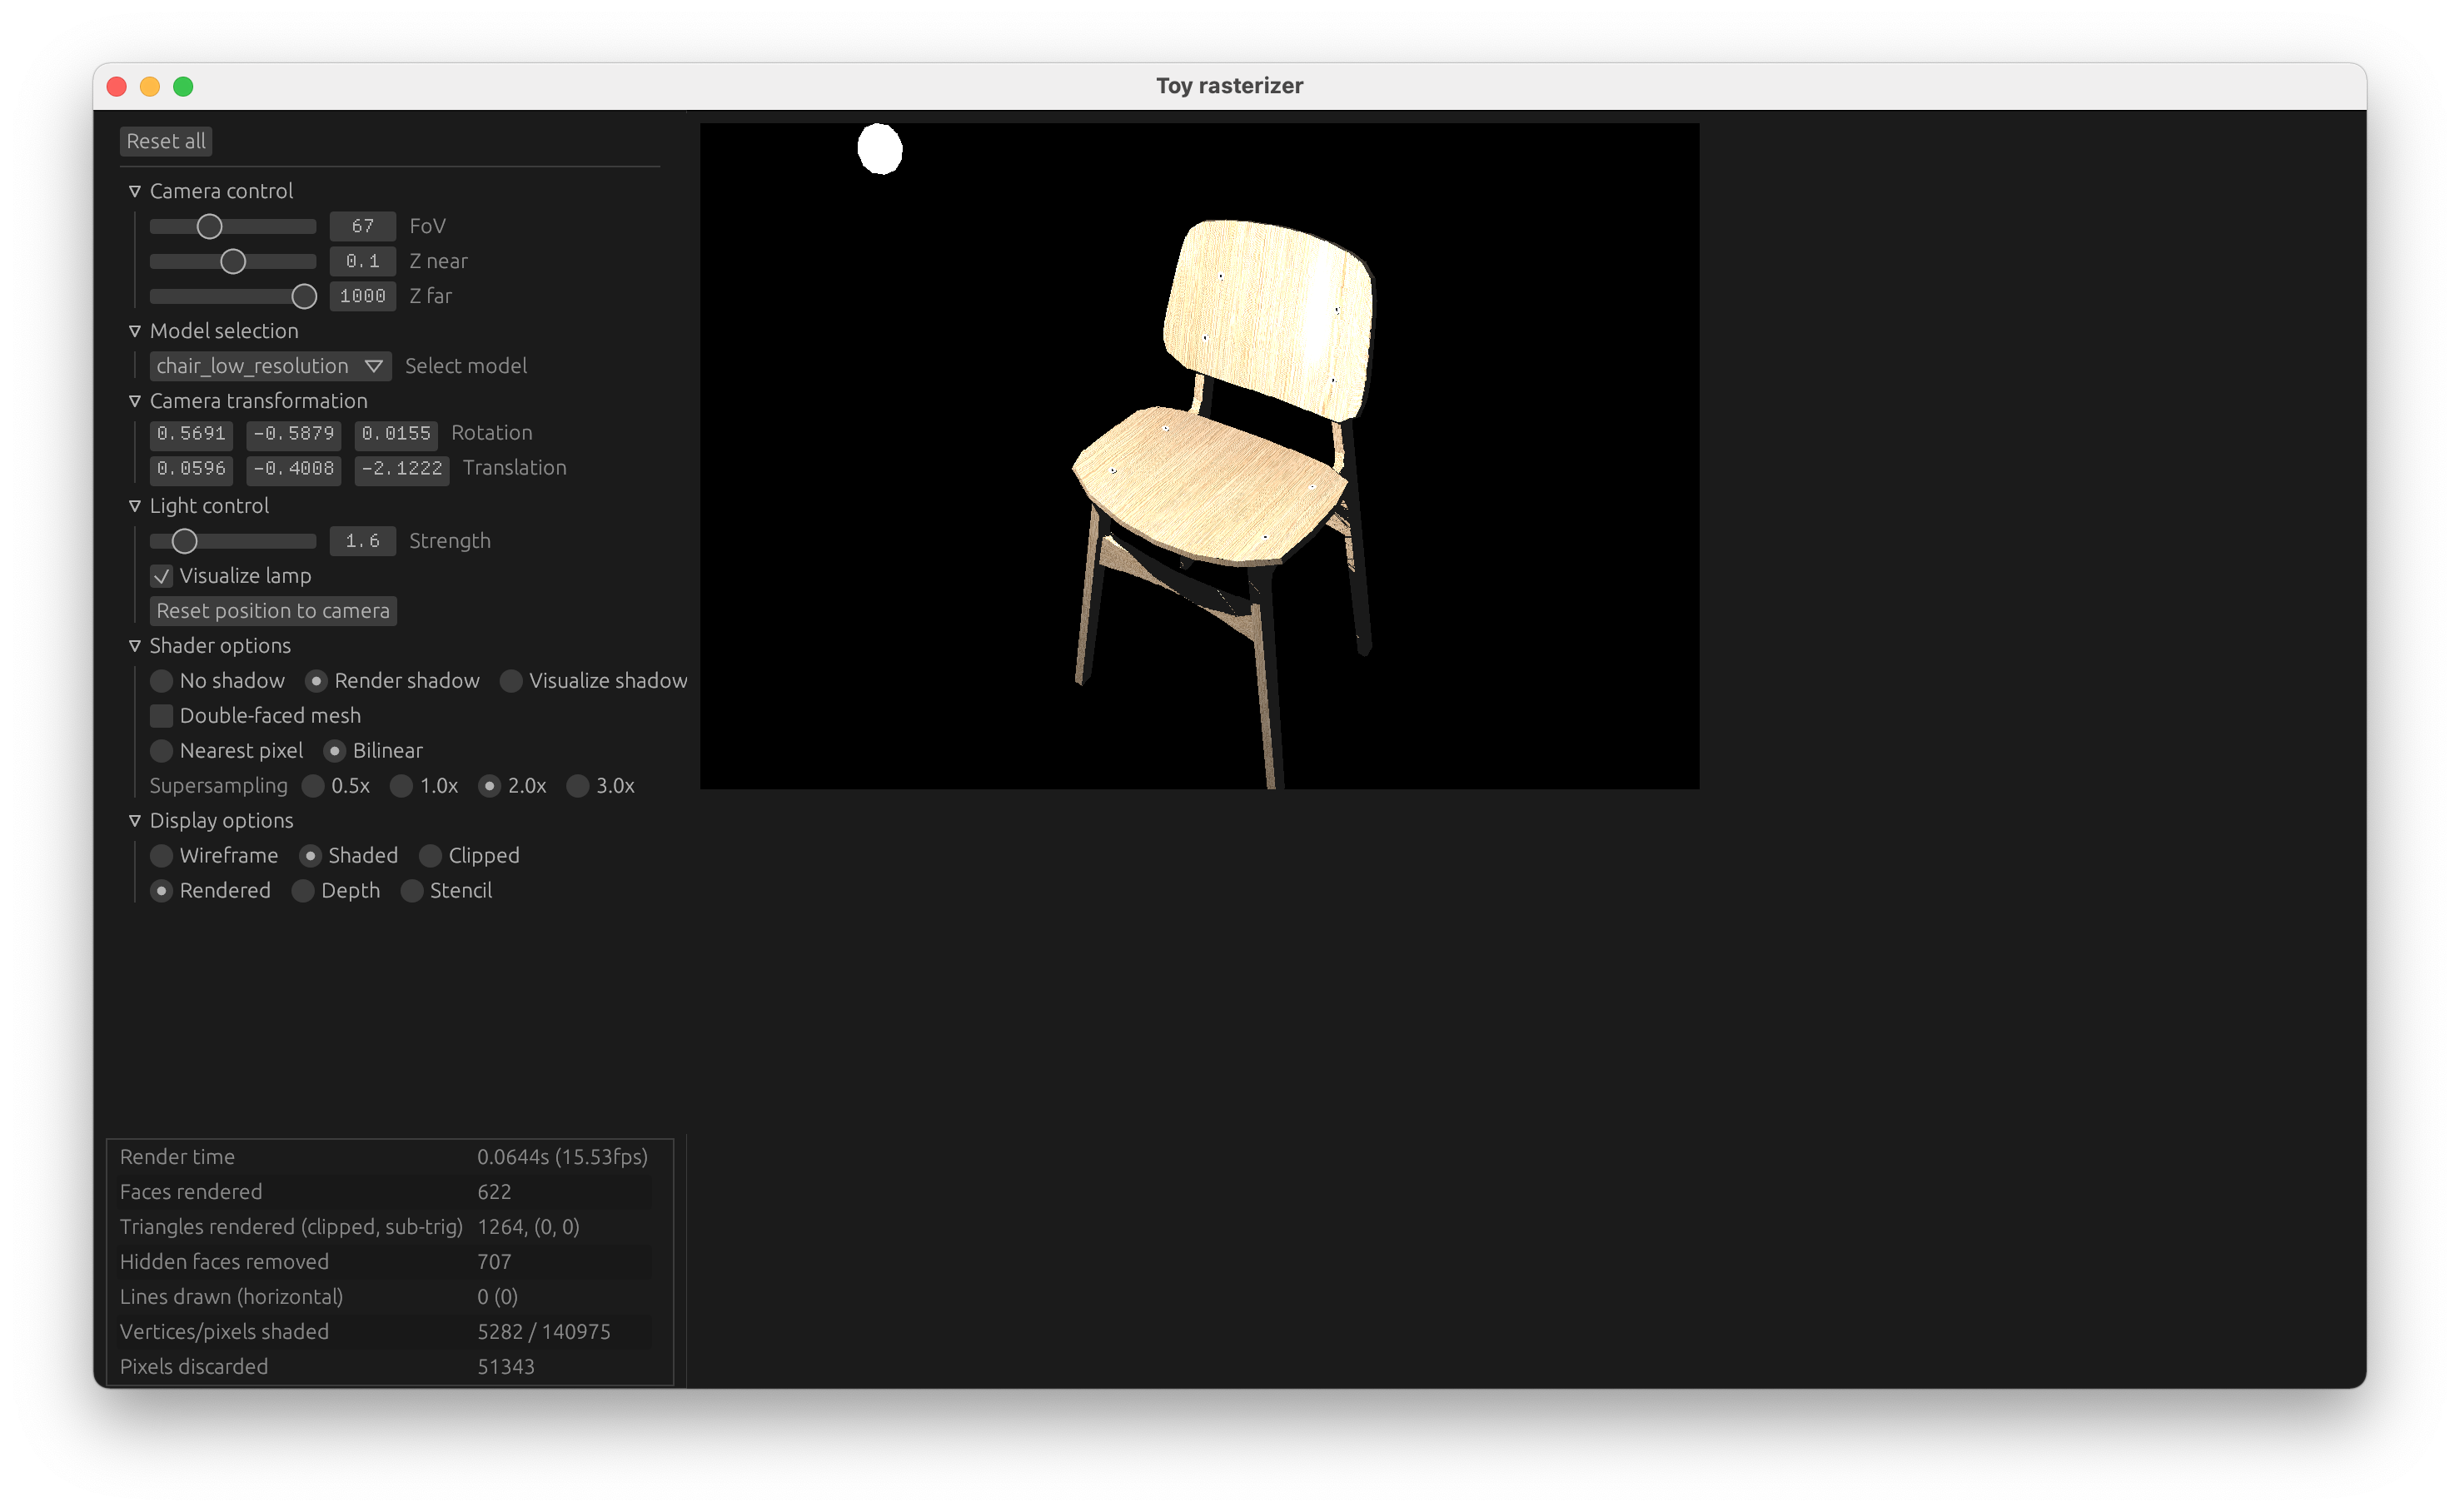 Toy rasterizer
Reset all
Camera control
67 FoV
0.1 Z near
1000 Z far
Model selection
chair_low_resolution Select model
Camera transformation
0.5691 -0.5879 0.0155 Rotation
0.0596 -0.4008 -2.1222 Translation
Light control
1.6 Strength
Visualize lamp
Reset position to camera
Shader options
No shadow Render shadow Visualize shadow
Double-faced mesh
Nearest pixel Bilinear
Supersampling 0.5x 1.0x 2.0x 3.0x
Display options
Wireframe Shaded Clipped
Rendered Depth Stencil
Render time 0.0644s (15.53fps)
Faces rendered 622
Triangles rendered (clipped, sub-trig) 1264, (0, 0)
Hidden faces removed 707
Lines drawn (horizontal) 0 (0)
Vertices/pixels shaded 5282 / 140975
Pixels discarded 51343